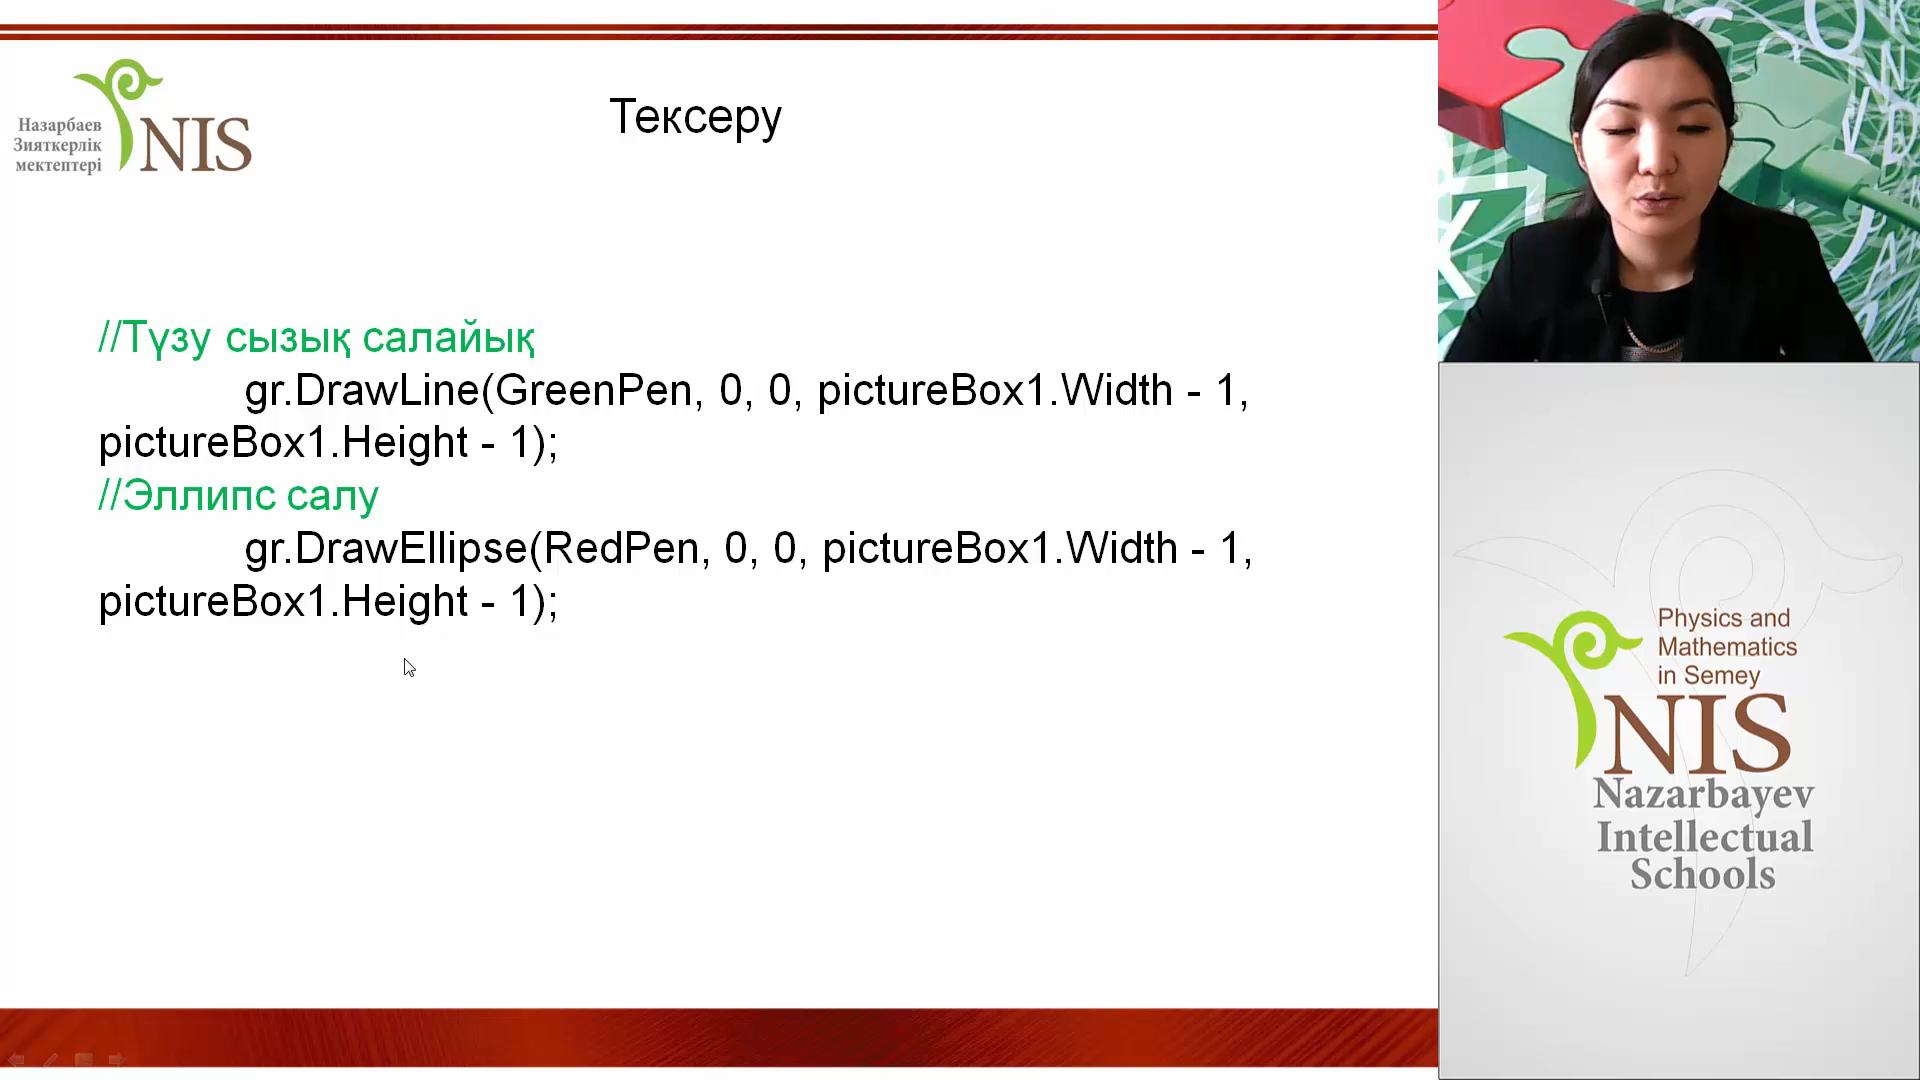 Назарбаев
Зияткерлік
мектептері
NIS
Тексеру
//Түзу сызық салайық
gr.DrawLine(GreenPen, 0, 0, pictureBox1.Width - 1,
pictureBox1.Height - 1);
//Эллипс салу
gr.DrawEllipse(RedPen, 0, 0, pictureBox1.Width - 1,
pictureBox1.Height - 1);
Physics and
Mathematics
in Semey
NIS
Nazarbayev
Intellectual
Schools